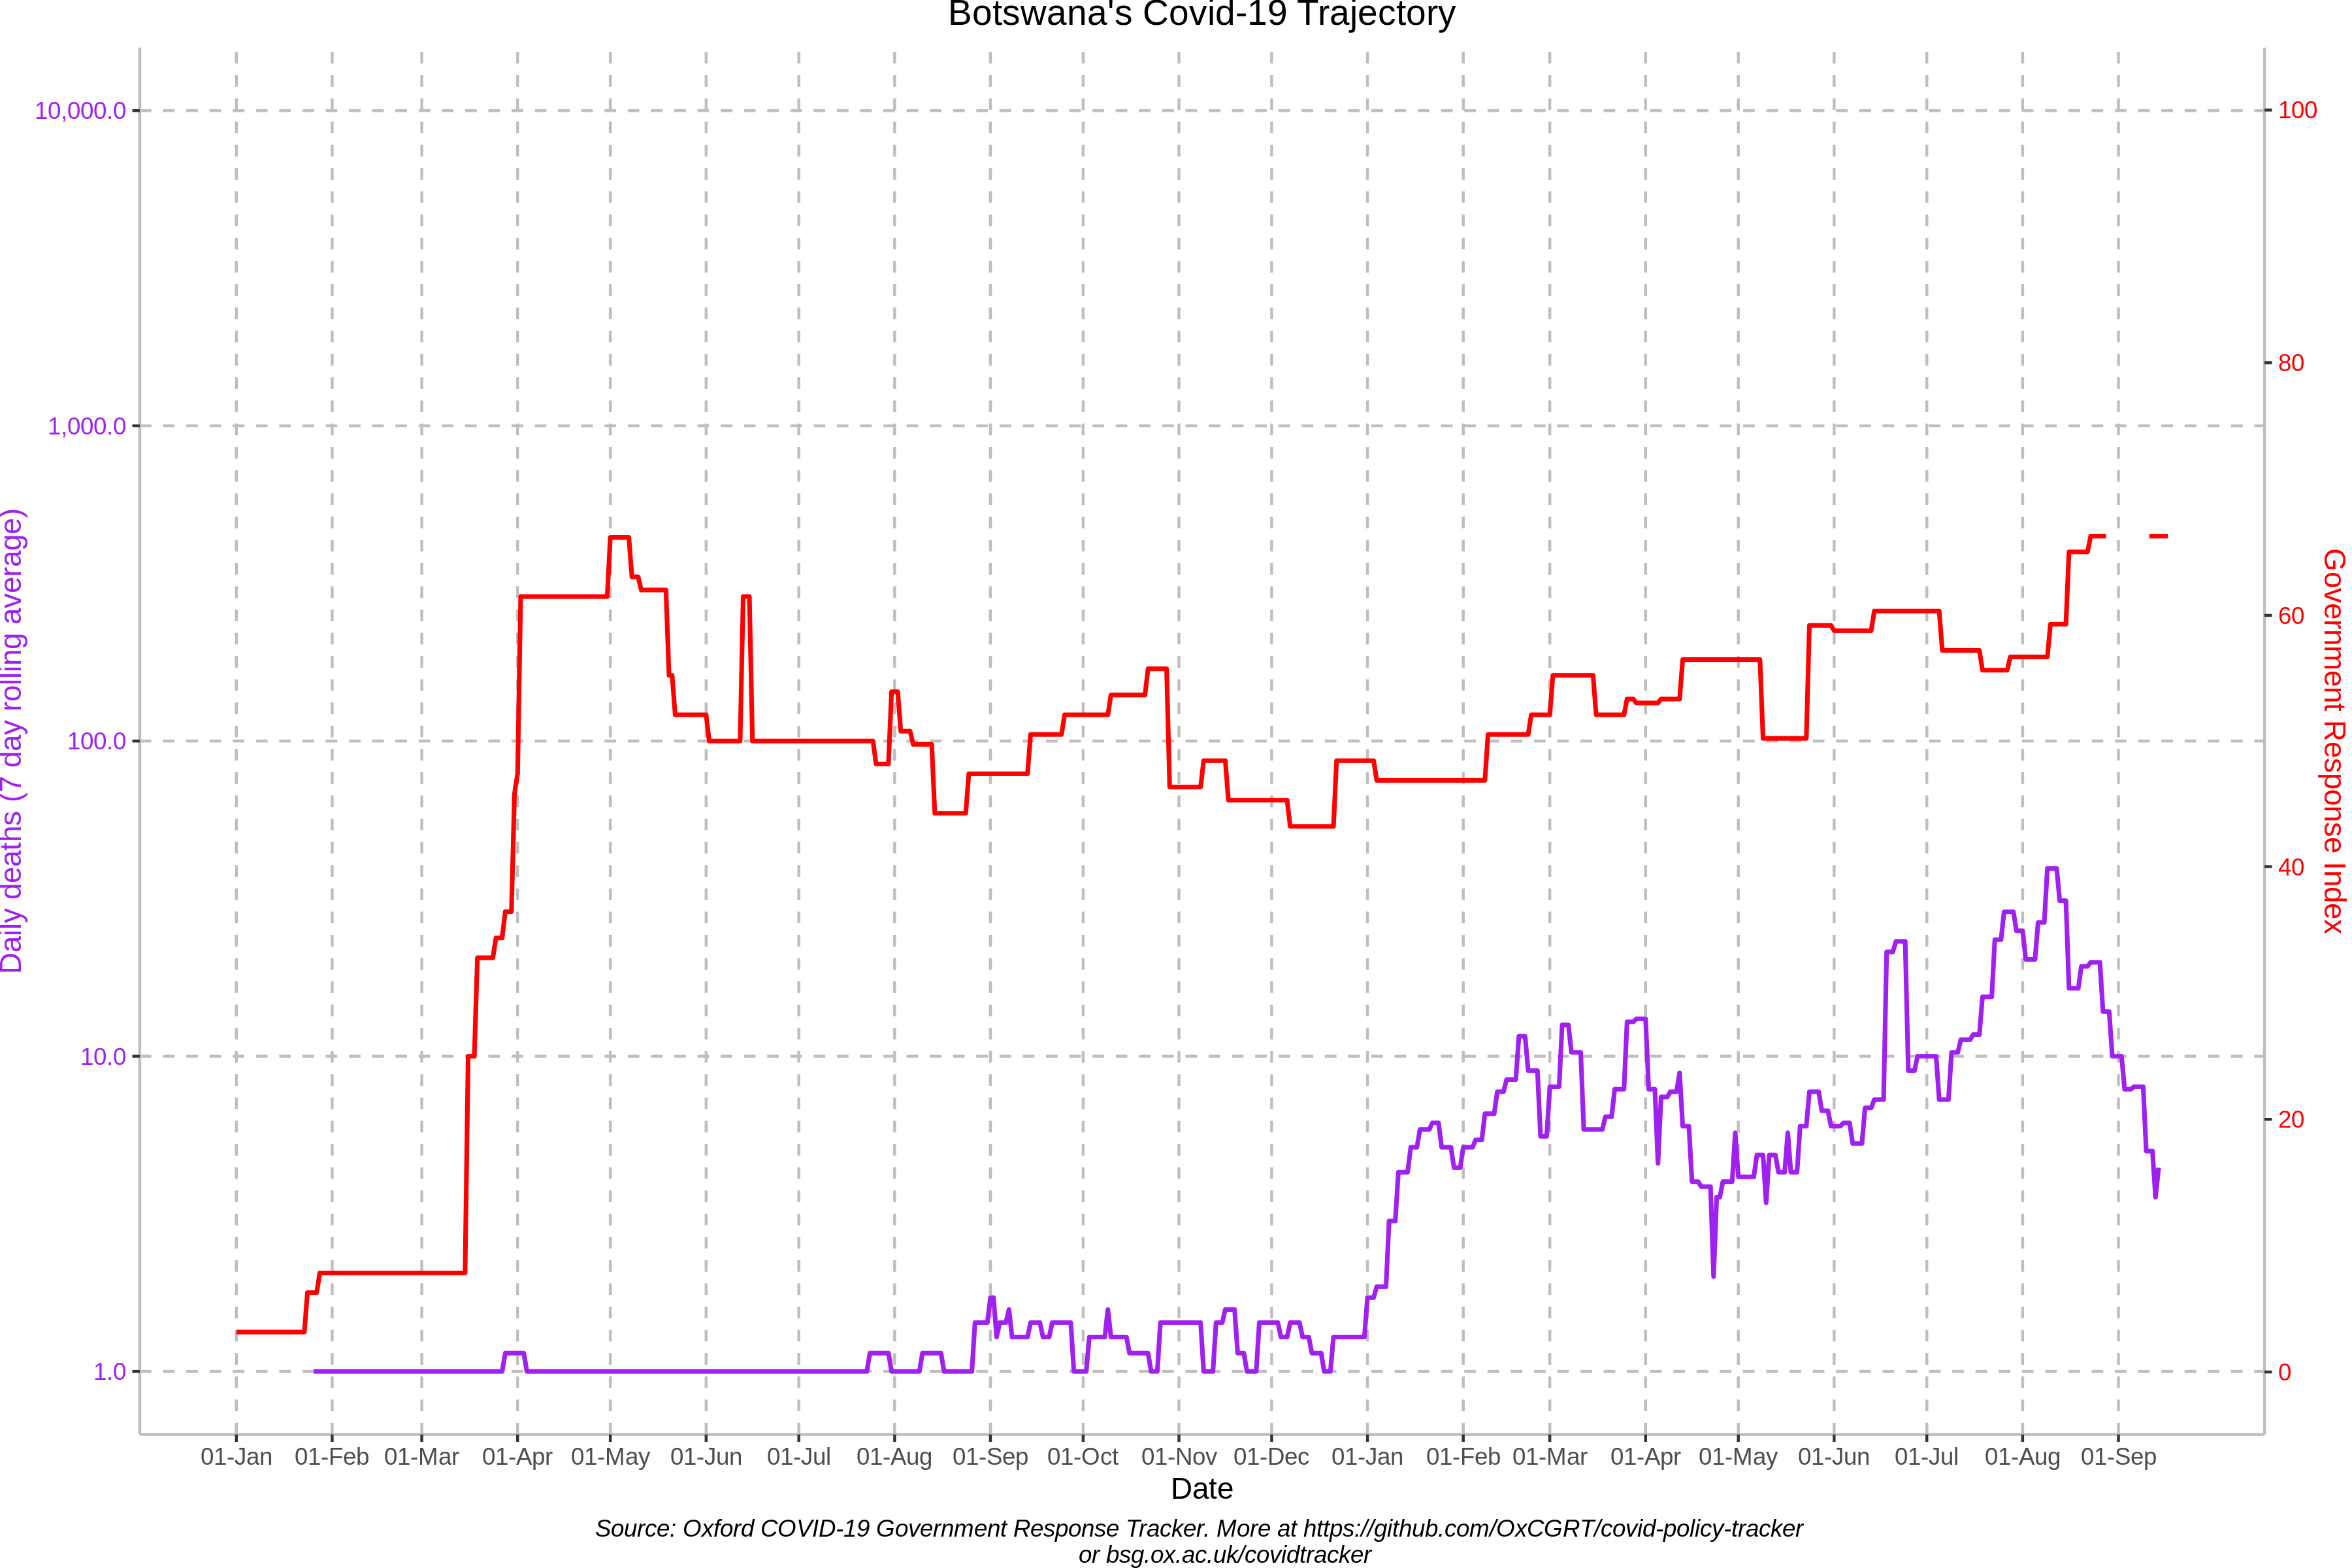 Botswana's Covid-19 Trajectory
10,000.0
1,000.0
100.0
10.0
1.0
Daily deaths (7 day rolling average)
100
80
60
40
20
0
Government Response Index
01-Jan 01-Feb 01-Mar 01-Apr 01-May 01-Jun 01-Jul 01-Aug 01-Sep 01-Oct 01-Nov 01-Dec 01-Jan 01-Feb 01-Mar 01-Apr 01-May 01-Jun 01-Jul 01-Aug 01-Sep
Date
Source: Oxford COVID-19 Government Response Tracker. More at https://github.com/OxCGRT/covid-policy-tracker
or bsg.ox.ac.uk/covidtracker